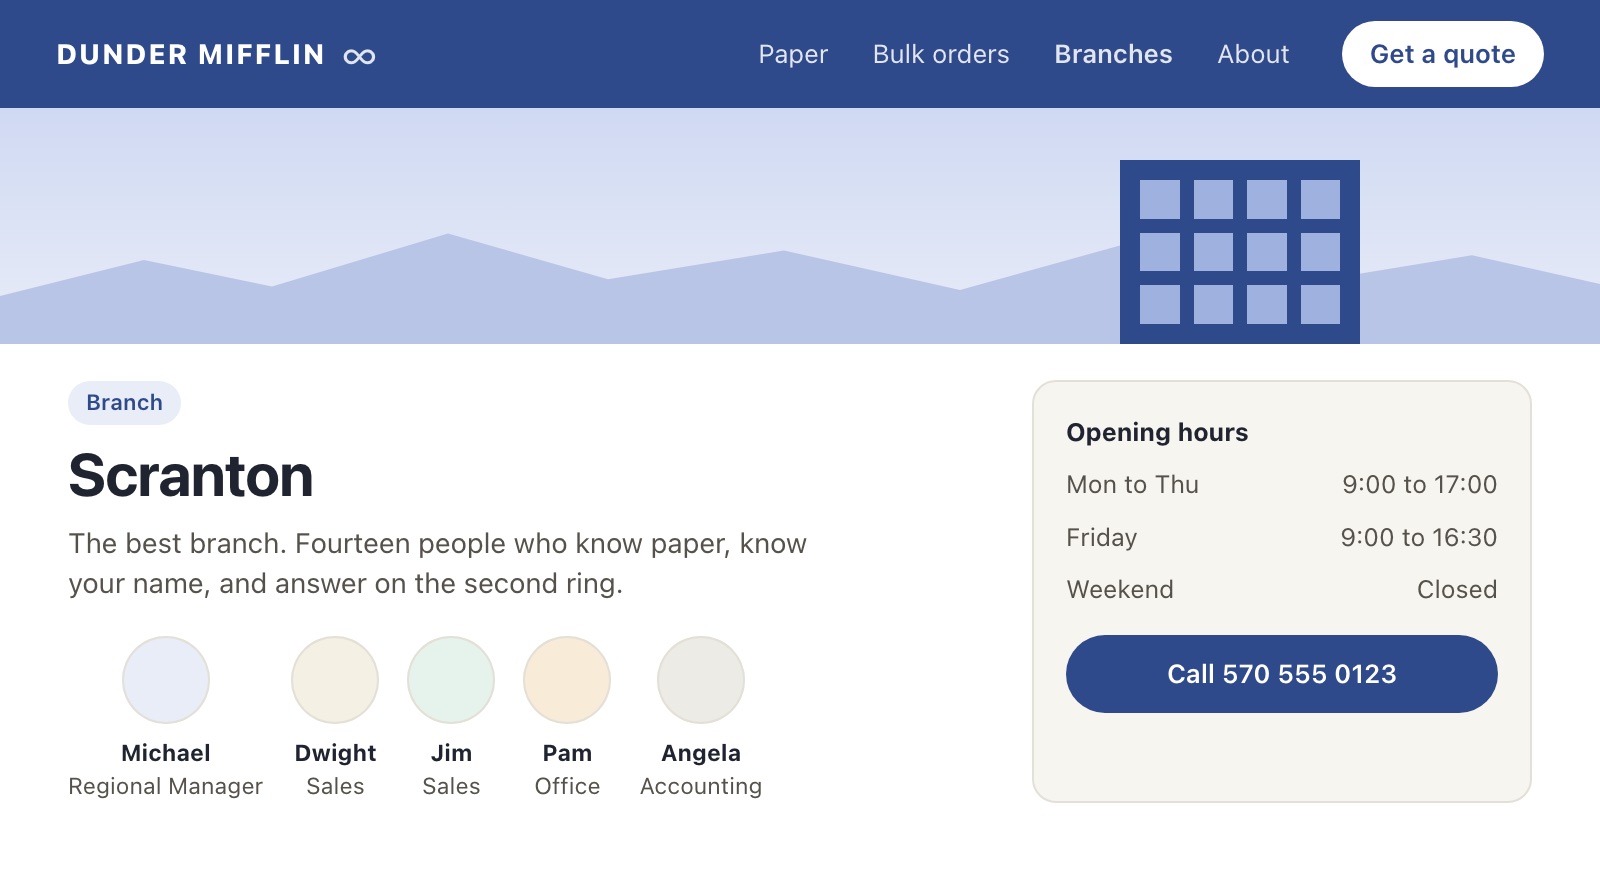 DUNDER MIFFLIN ∞
Paper
Bulk orders
Branches
About
Get a quote
Branch
Scranton
The best branch. Fourteen people who know paper, know
your name, and answer on the second ring.
Michael
Regional Manager
Dwight
Sales
Jim
Sales
Pam
Office
Angela
Accounting
Opening hours
Mon to Thu 9:00 to 17:00
Friday 9:00 to 16:30
Weekend Closed
Call 570 555 0123